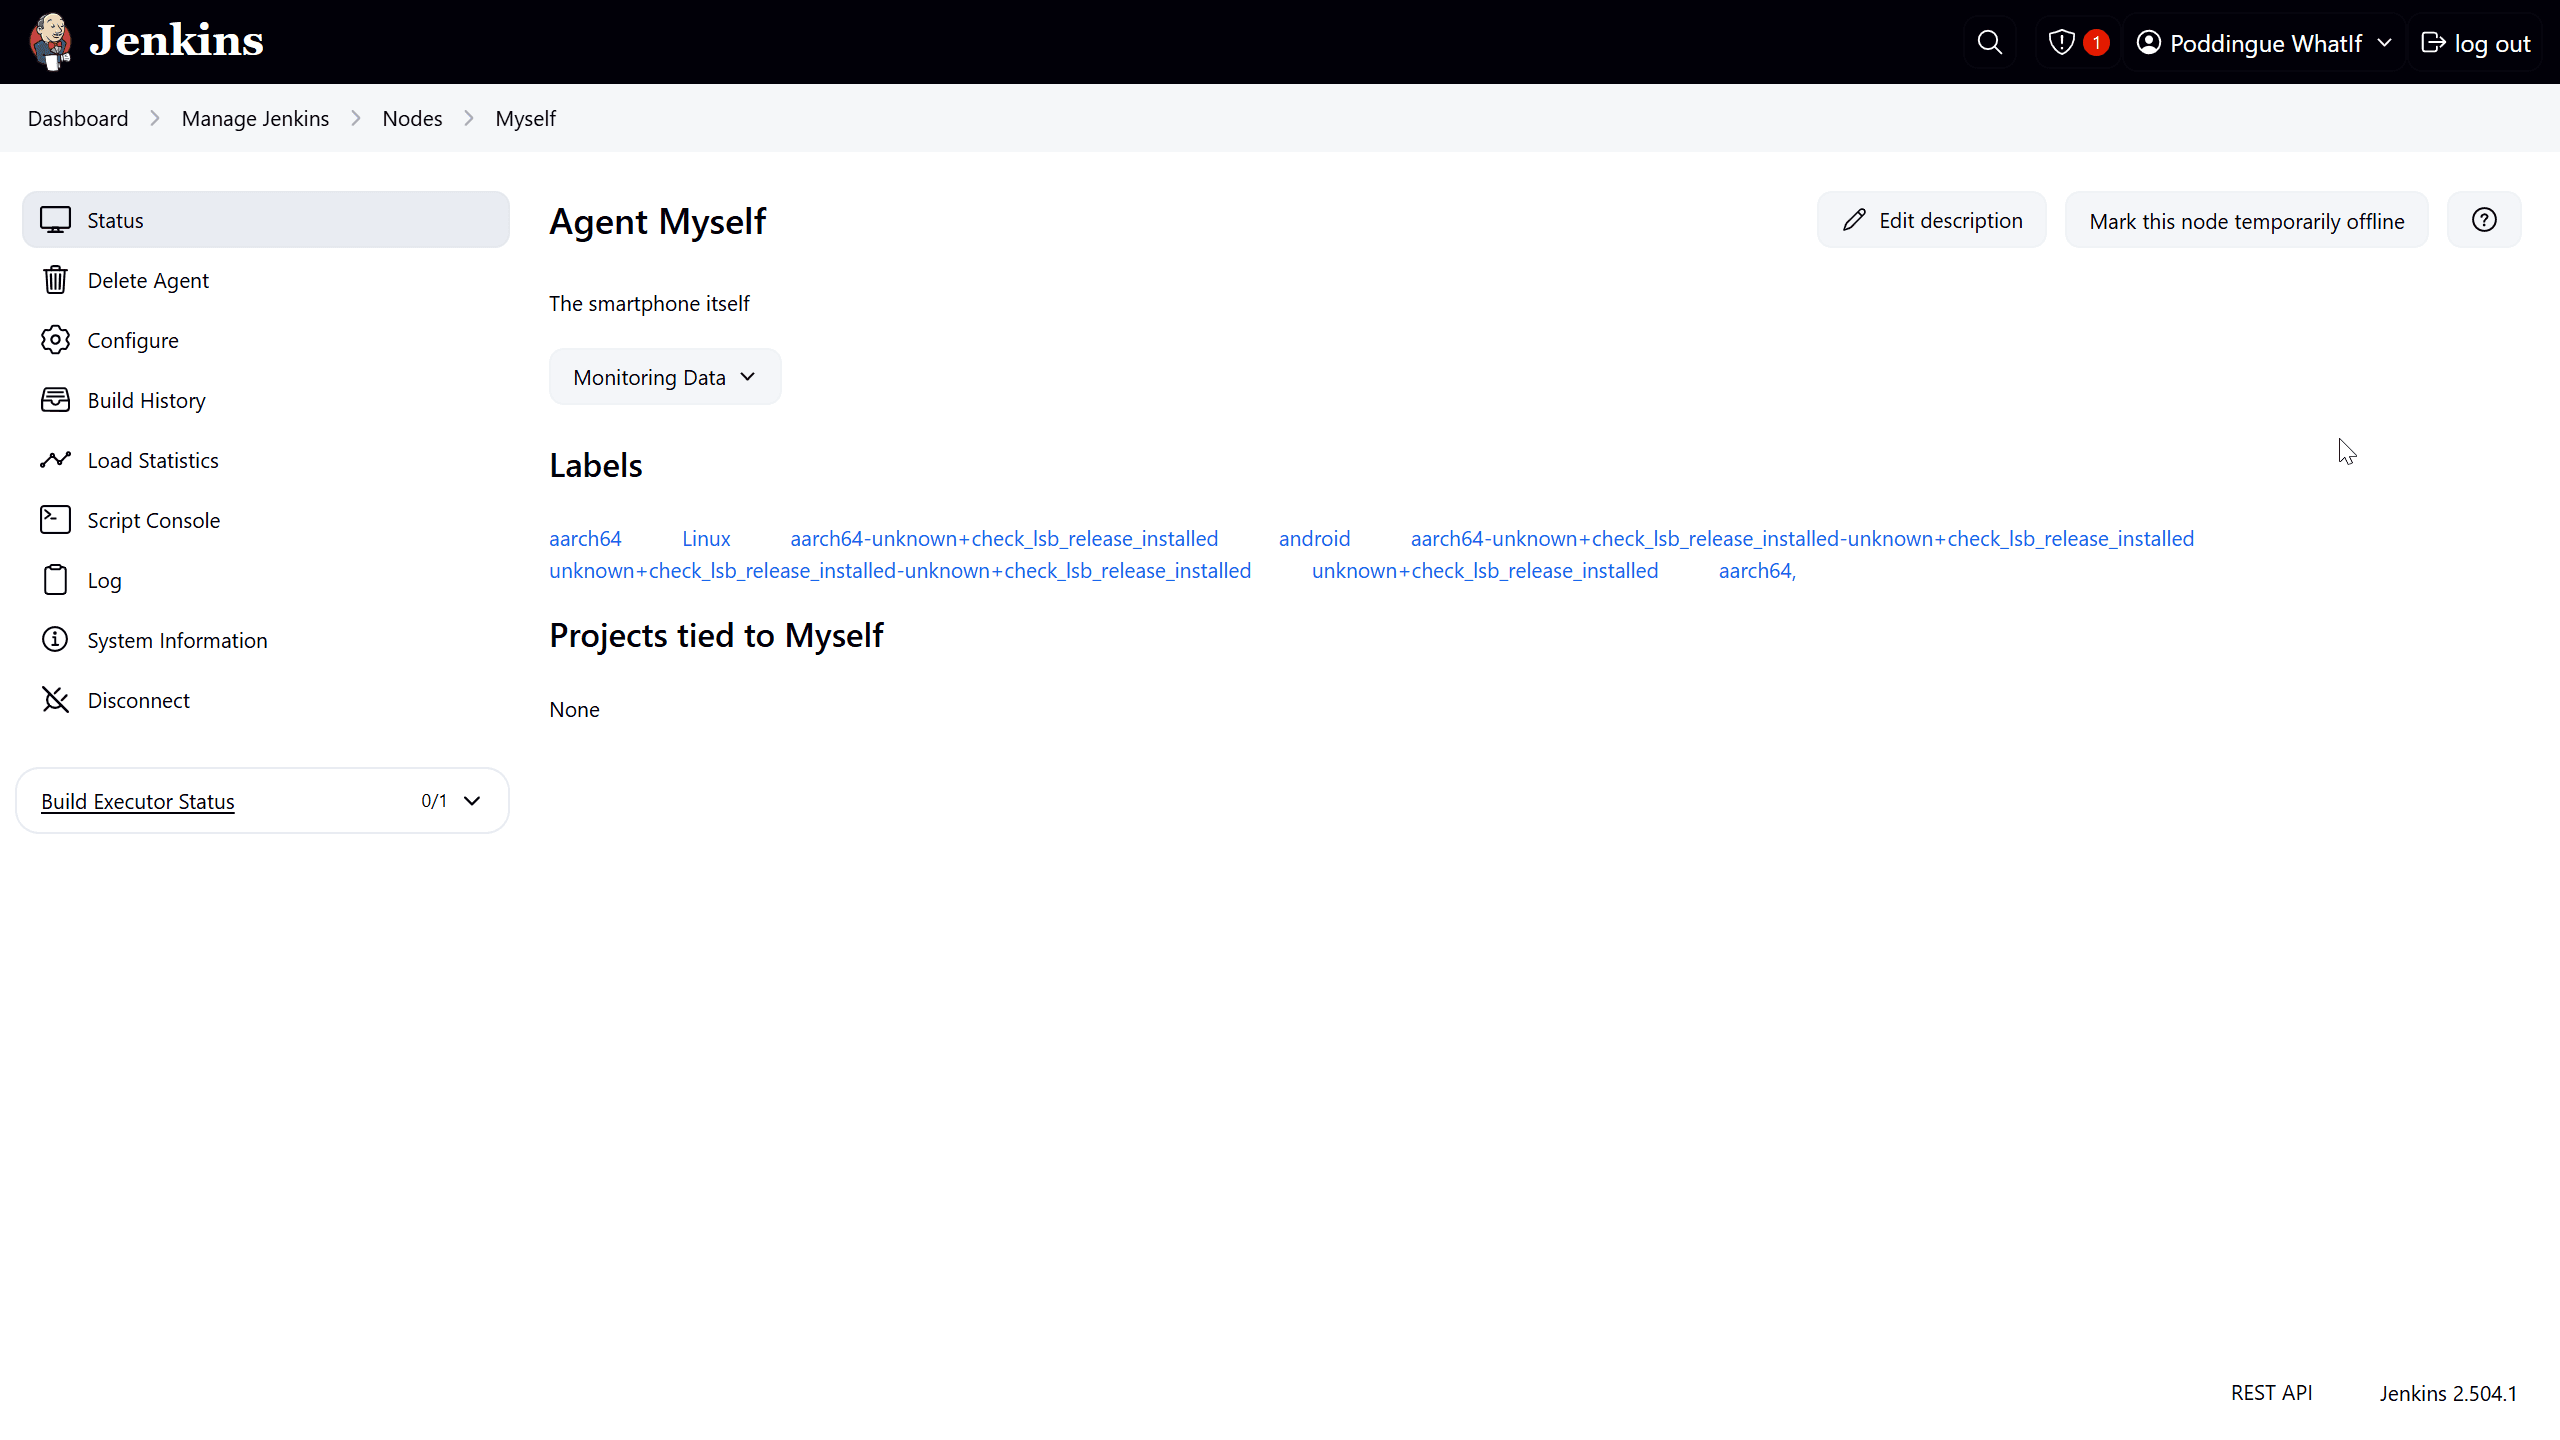 Jenkins
1
Poddingue WhatIf
log out
Dashboard
Manage Jenkins
Nodes
Myself
Status
Delete Agent
Configure
Build History
Load Statistics
Script Console
Log
System Information
Disconnect
Build Executor Status
0/1
Agent Myself
Edit description
Mark this node temporarily offline
The smartphone itself
Monitoring Data
Labels
aarch64 Linux aarch64-unknown+check_lsb_release_installed android aarch64-unknown+check_lsb_release_installed-unknown+check_lsb_release_installed
unknown+check_lsb_release_installed-unknown+check_lsb_release_installed unknown+check_lsb_release_installed aarch64,
Projects tied to Myself
None
REST API
Jenkins 2.504.1